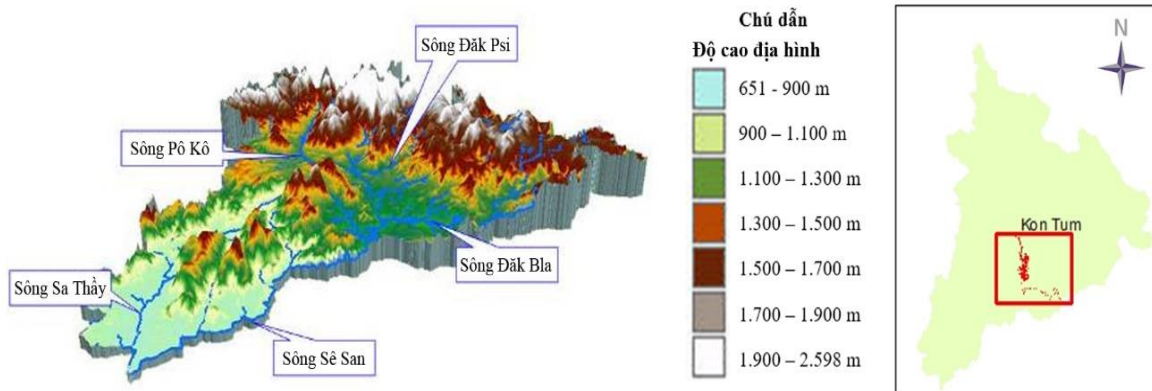 Sông Đăk Psi
Sông Pô Kô
Sông Đăk Bla
Sông Sa Thầy
Sông Sê San
Chú dẫn
Độ cao địa hình
651 - 900 m
900 – 1.100 m
1.100 – 1.300 m
1.300 – 1.500 m
1.500 – 1.700 m
1.700 – 1.900 m
1.900 – 2.598 m
N
Kon Tum